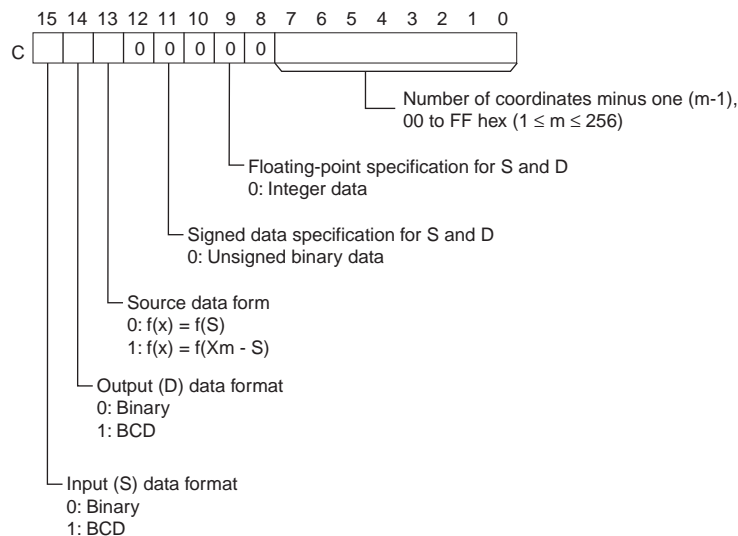 15 14 13 12 11 10 9 8 7 6 5 4 3 2 1 0
C 0 0 0 0 0
Number of coordinates minus one (m-1),
00 to FF hex (1 ≤ m ≤ 256)
Floating-point specification for S and D
0: Integer data
Signed data specification for S and D
0: Unsigned binary data
Source data form
0: f(x) = f(S)
1: f(x) = f(Xm - S)
Output (D) data format
0: Binary
1: BCD
Input (S) data format
0: Binary
1: BCD